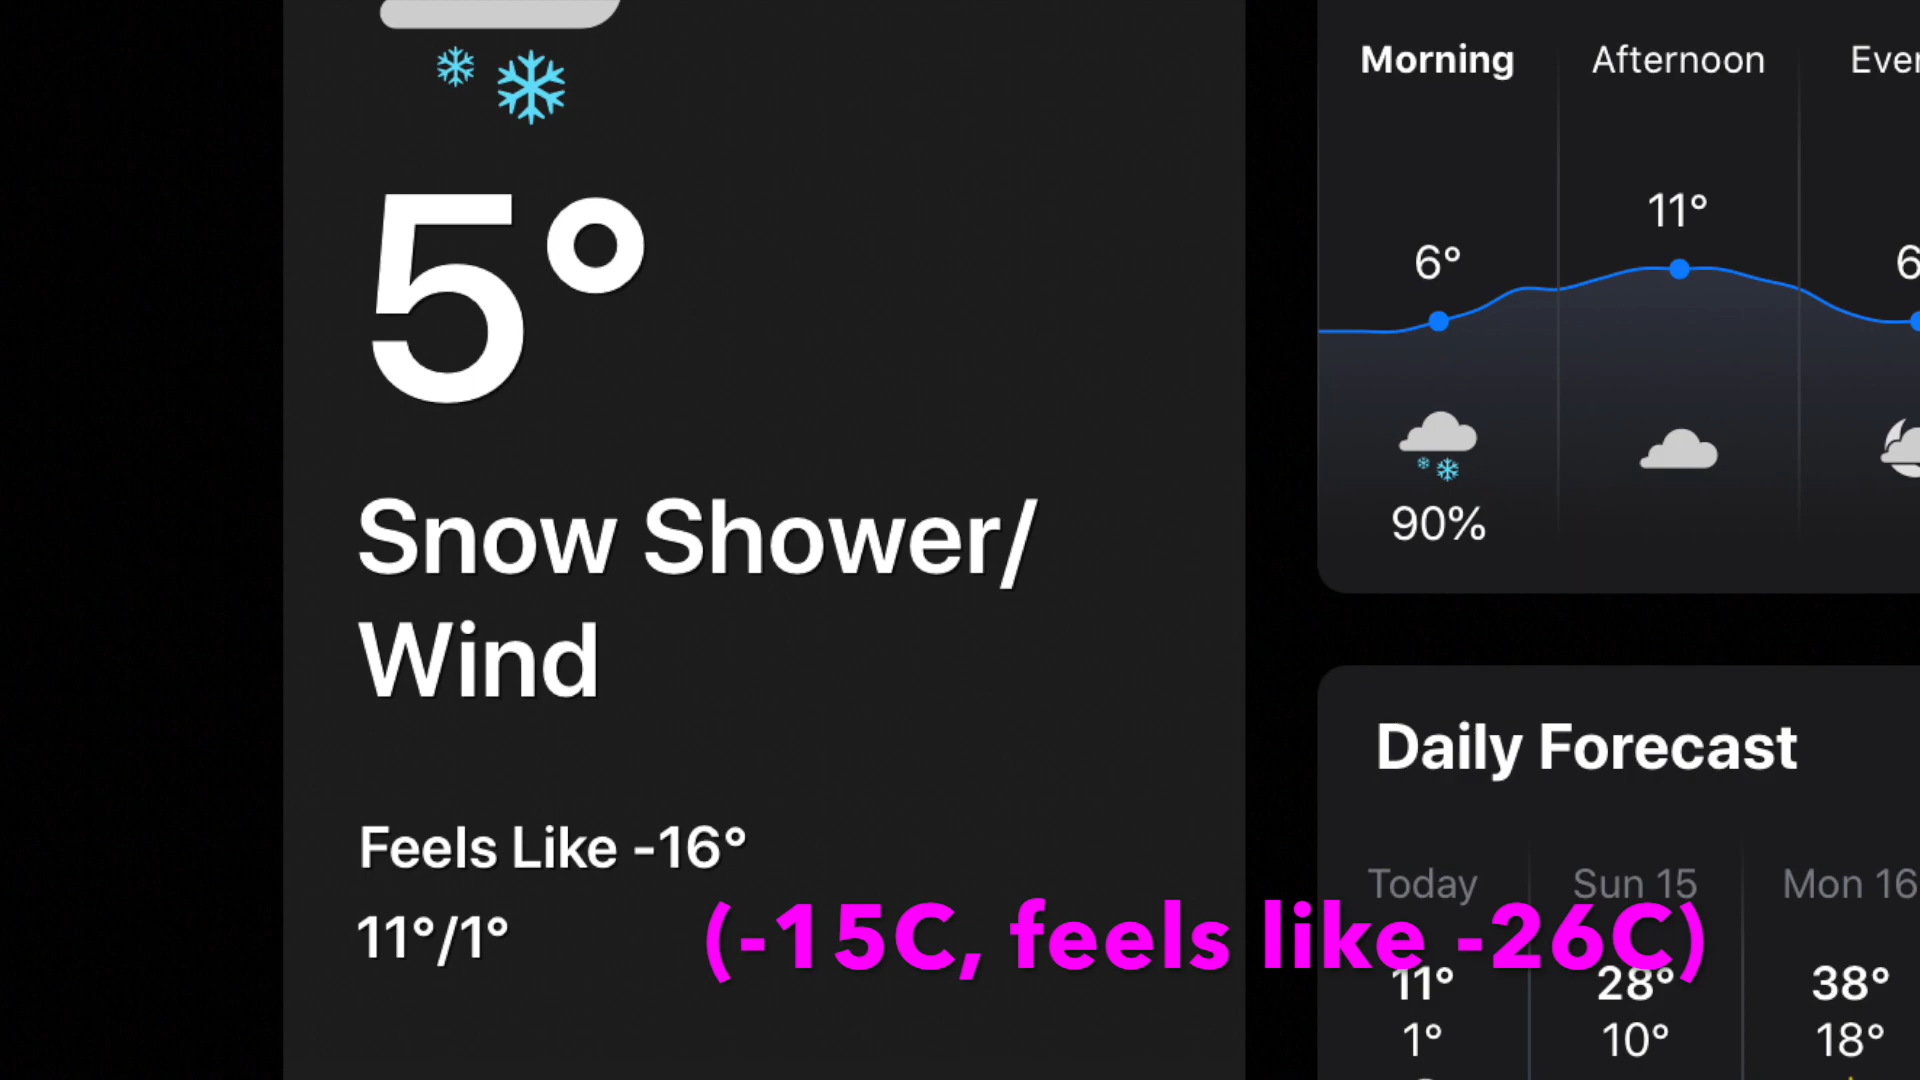 5°
Snow Shower/
Wind
Feels Like -16°
11°/1°
(-15C, feels like -26C)
Morning Afternoon
6° 11° 6
90%
Daily Forecast
Today Sun 15 Mon 16
11° 28° 38°
1° 10° 18°